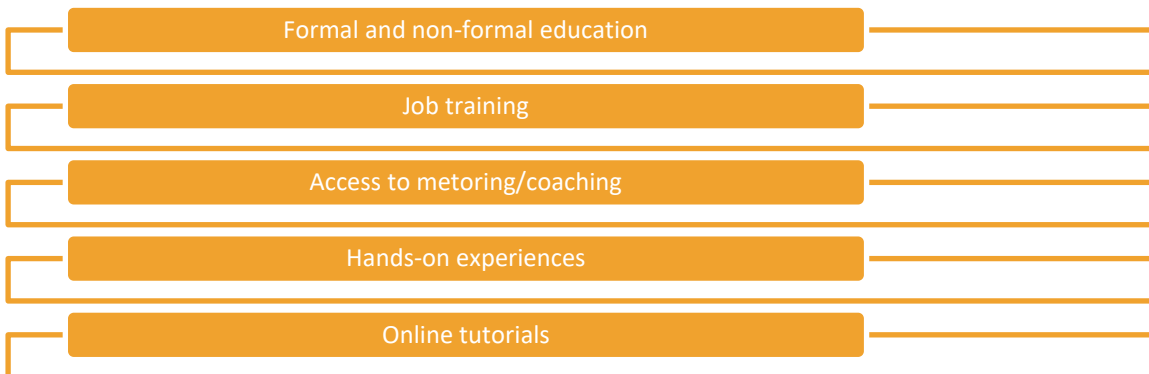 Formal and non-formal education
Job training
Access to metoring/coaching
Hands-on experiences
Online tutorials